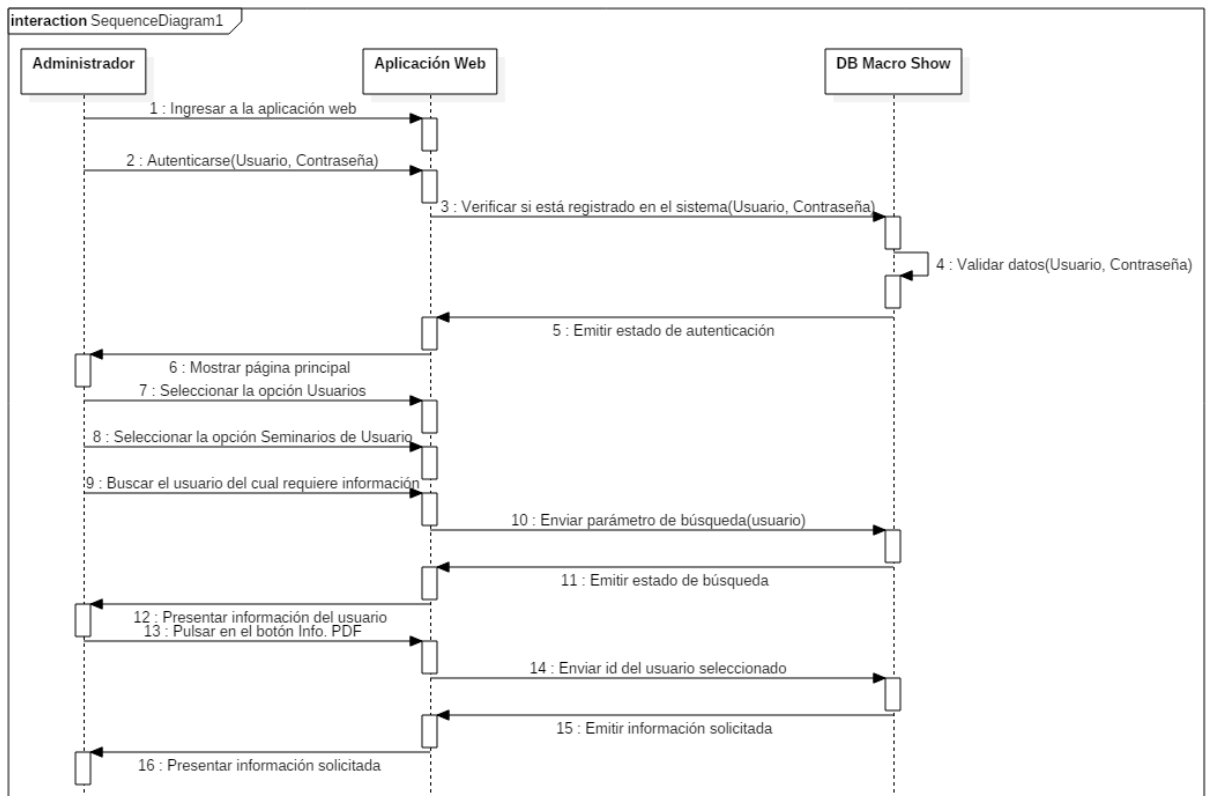 interaction SequenceDiagram1
Administrador
Aplicación Web
DB Macro Show
1 : Ingresar a la aplicación web
2 : Autenticarse(Usuario, Contraseña)
3 : Verificar si está registrado en el sistema(Usuario, Contraseña)
4 : Validar datos(Usuario, Contraseña)
5 : Emitir estado de autenticación
6 : Mostrar página principal
7 : Seleccionar la opción Usuarios
8 : Seleccionar la opción Seminarios de Usuario
9 : Buscar el usuario del cual requiere información
10 : Enviar parámetro de búsqueda(usuario)
11 : Emitir estado de búsqueda
12 : Presentar información del usuario
13 : Pulsar en el botón Info. PDF
14 : Enviar id del usuario seleccionado
15 : Emitir información solicitada
16 : Presentar información solicitada